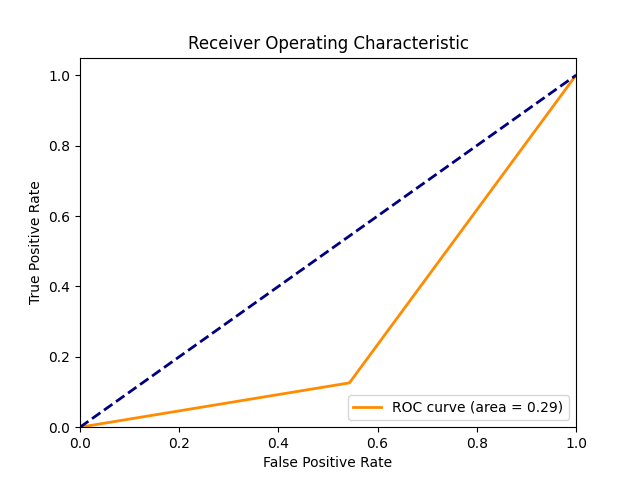 Receiver Operating Characteristic
True Positive Rate
1.0
0.8
0.6
0.4
0.2
0.0
ROC curve (area = 0.29)
0.0 0.2 0.4 0.6 0.8 1.0
False Positive Rate